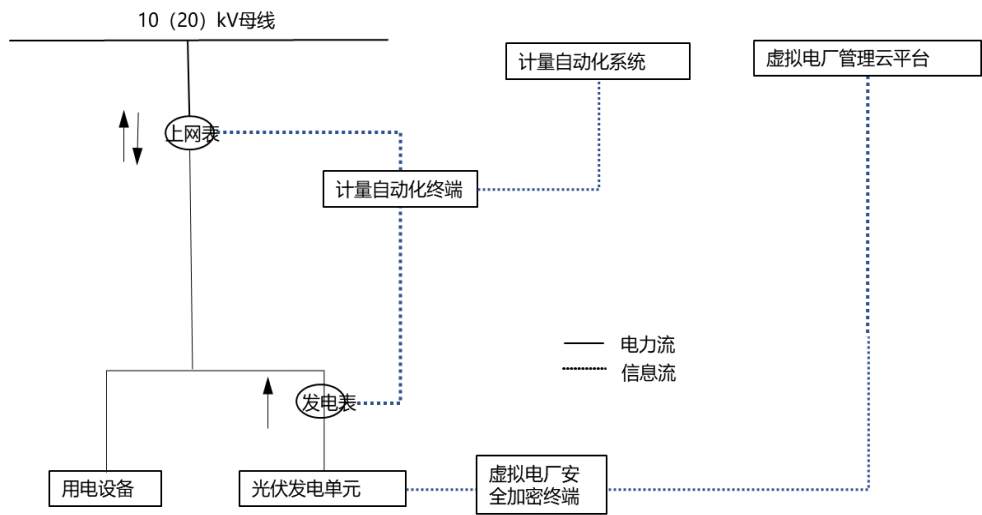 10（20）kV母线
计量自动化系统
虚拟电厂管理云平台
上网表
计量自动化终端
电力流
信息流
发电表
用电设备
光伏发电单元
虚拟电厂安
全加密终端